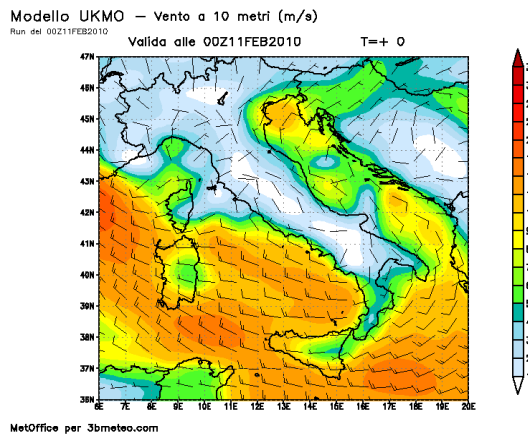 Modello UKMO – Vento a 10 metri (m/s)
Run del 00Z11FEB2010
Valida alle 00Z11FEB2010 T=+ 0
47N
46N
45N
44N
43N
42N
41N
40N
39N
38N
37N
36N
6E 7E 8E 9E 10E 11E 12E 13E 14E 15E 16E 17E 18E 19E 20E
MetOffice per 3bmeteo.com